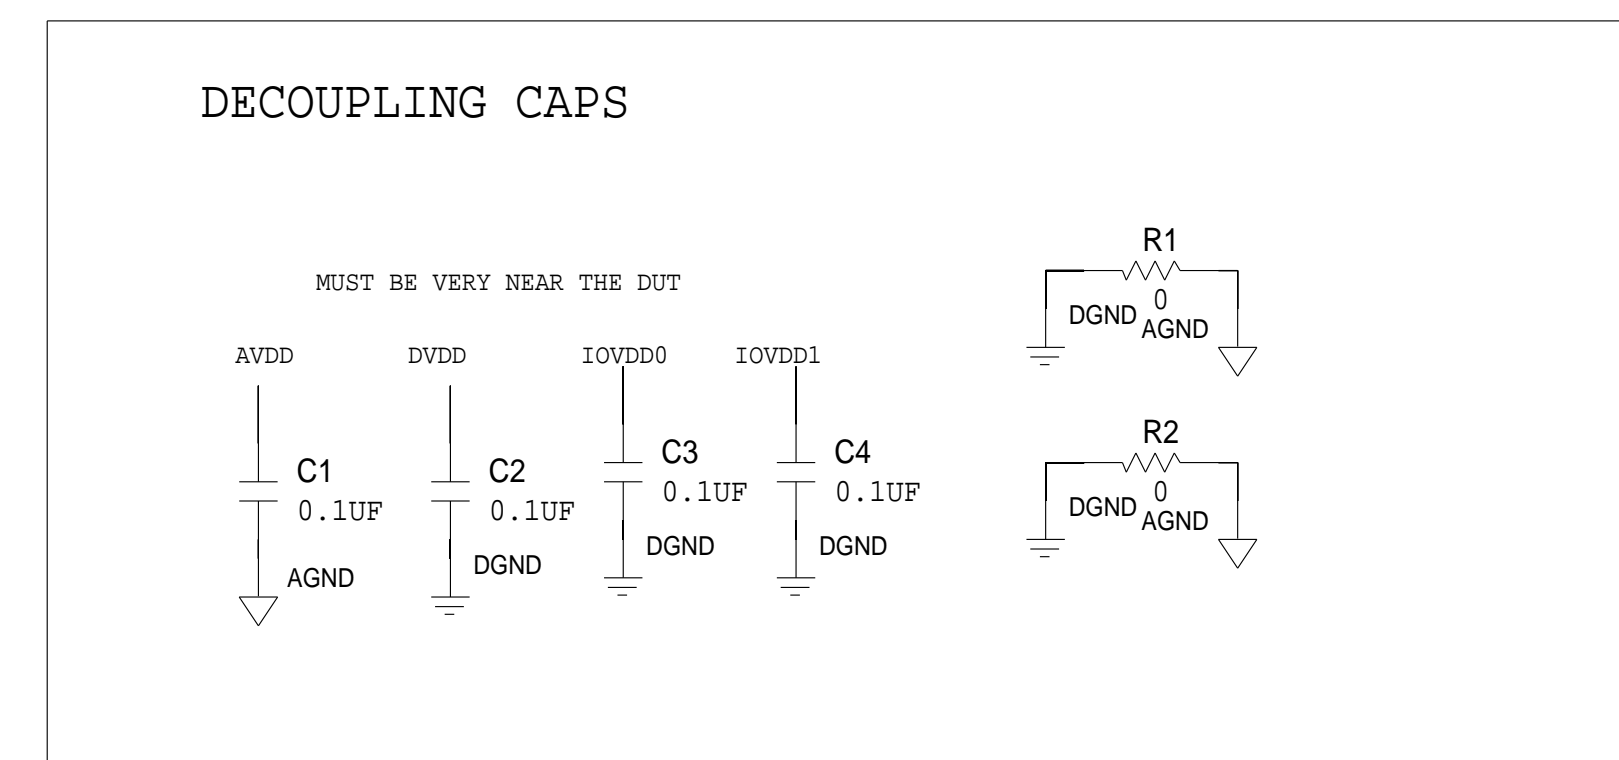 DECOUPLING CAPS
MUST BE VERY NEAR THE DUT
AVDD
DVDD
IOVDD0
IOVDD1
C1
0.1UF
AGND
C2
0.1UF
DGND
C3
0.1UF
DGND
C4
0.1UF
DGND
R1
0
DGND
AGND
R2
0
DGND
AGND